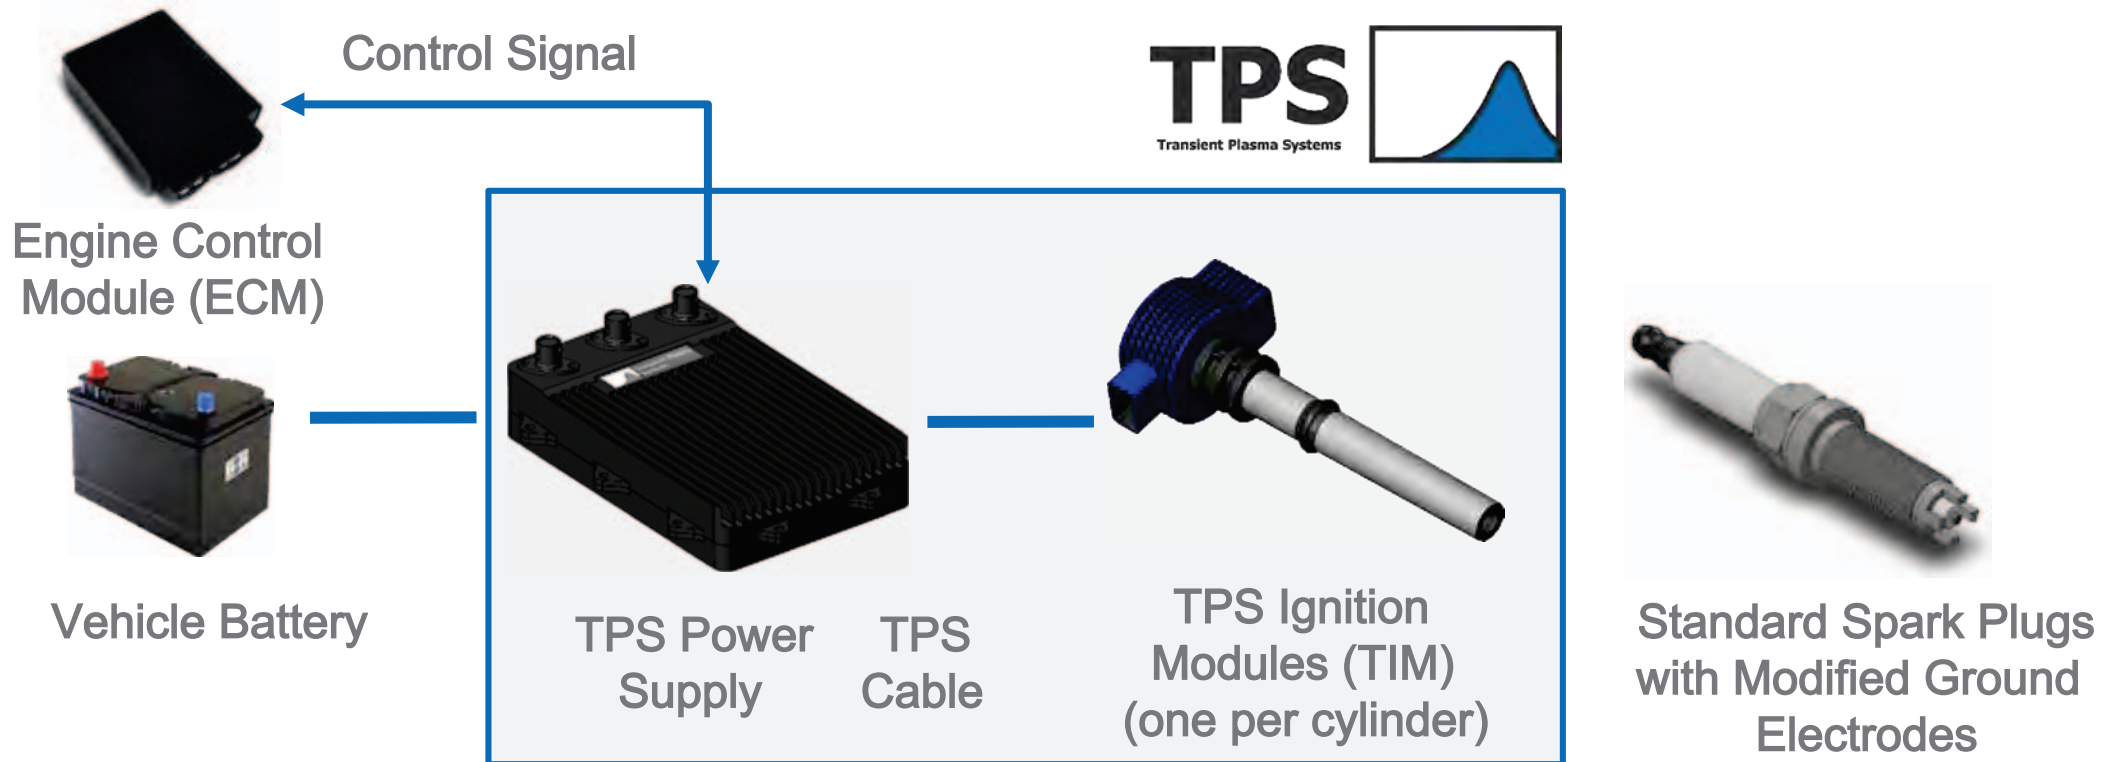 Control Signal
TPS
Transient Plasma Systems
Engine Control
Module (ECM)
Vehicle Battery
TPS Power
Supply
TPS
Cable
TPS Ignition
Modules (TIM)
(one per cylinder)
Standard Spark Plugs
with Modified Ground
Electrodes